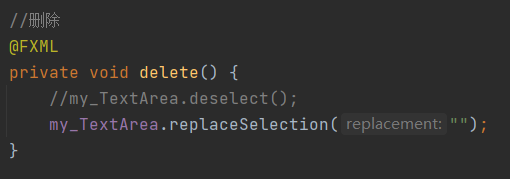 //删除
@FXML
private void delete() {
    //my_TextArea.deselect();
    my_TextArea.replaceSelection( replacement: "");
}